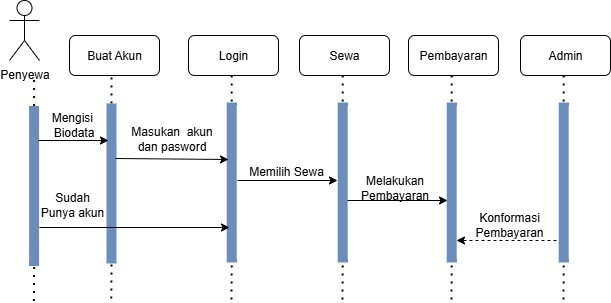 Penyewa
Buat Akun
Login
Sewa
Pembayaran
Admin
Mengisi
Biodata
Masukan akun
dan pasword
Memilih Sewa
Melakukan
Pembayaran
Sudah
Punya akun
Konformasi
Pembayaran